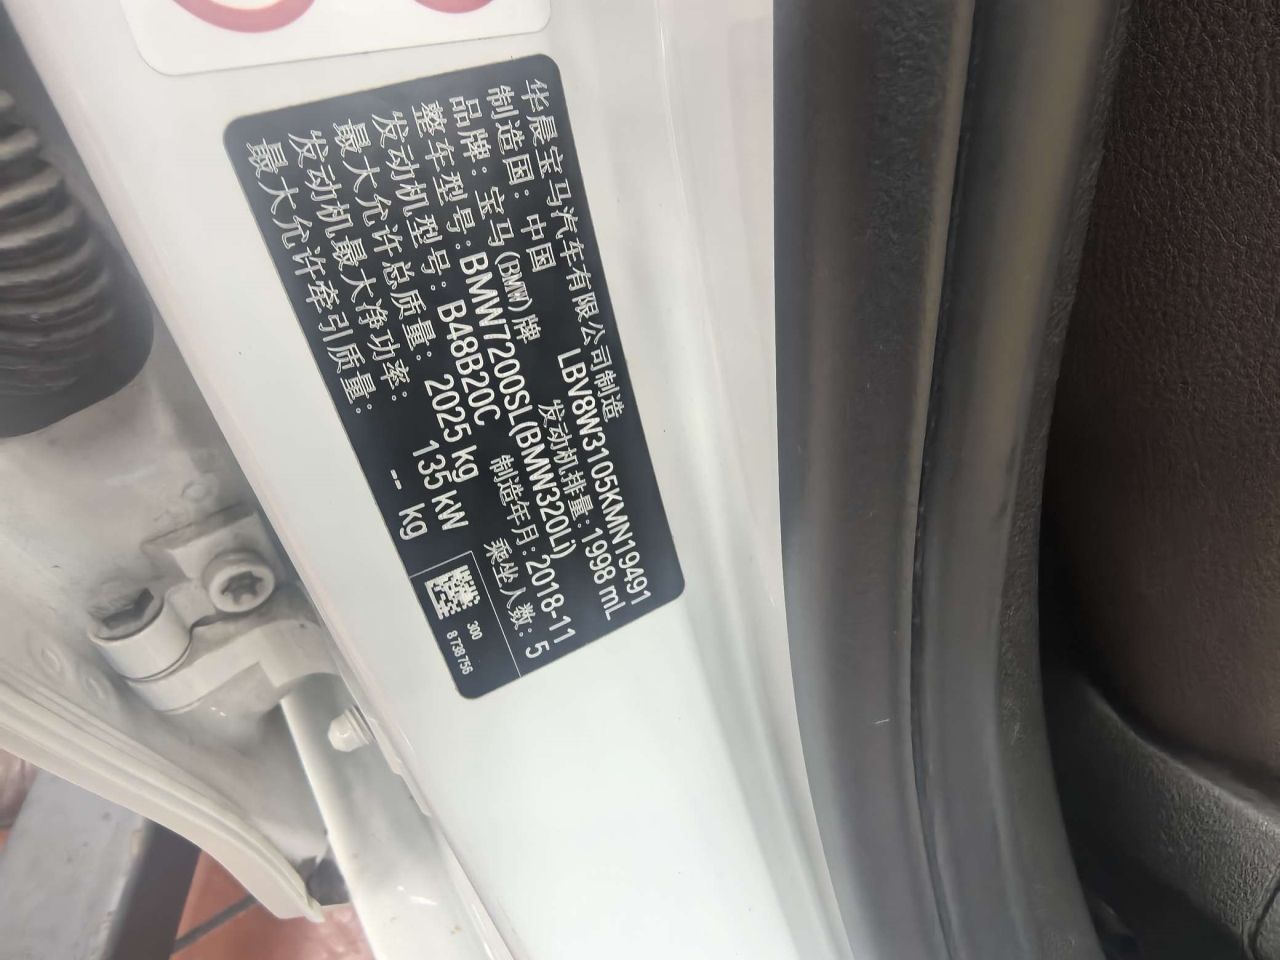 华晨宝马汽车有限公司制造
制造国：中国 LBV8W3105KMN19491
品牌：宝马(BMW)牌 发动机排量：1998 mL
整车型号：BMW7200SL(BMW320Li)
发动机型号：B48B20C 制造年月：2018-11
最大允许总质量：2025 kg 乘坐人数：5
发动机最大净功率：135 kW
最大允许牵引质量：-- kg
300
8 738 756